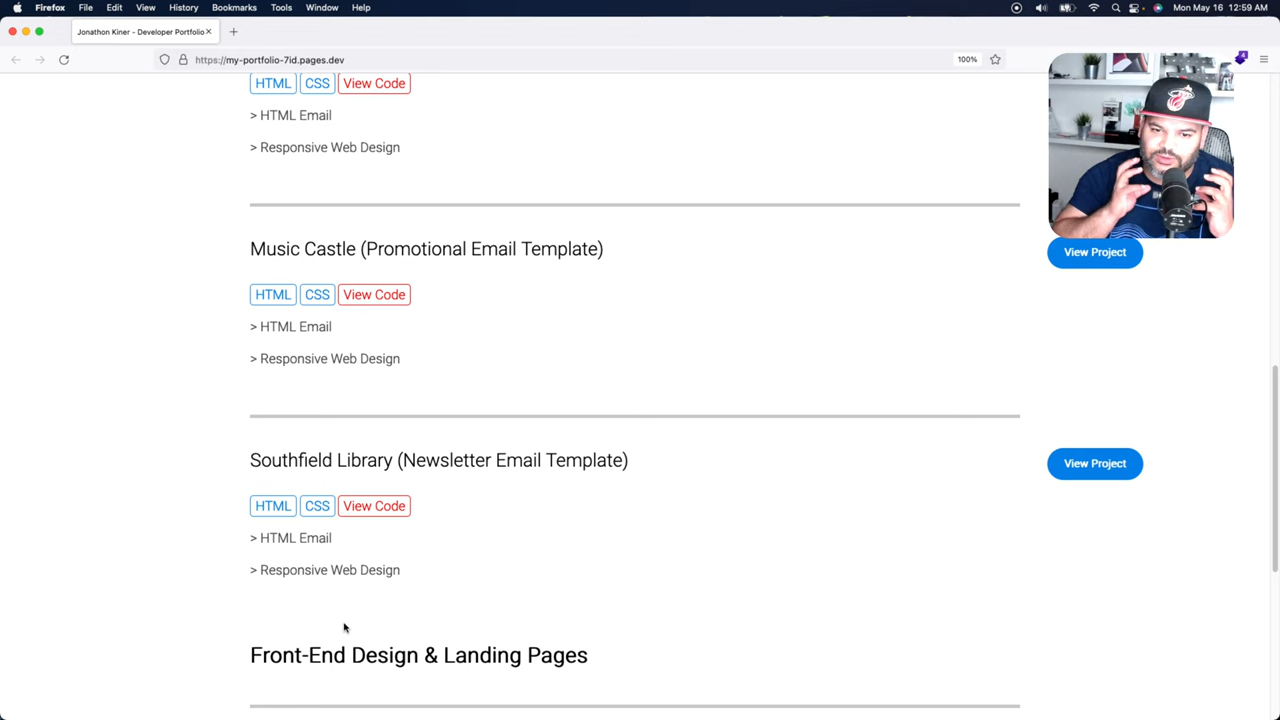 Firefox File Edit View History Bookmarks Tools Window Help Mon May 16 12:59 AM
Jonathon Kiner - Developer Portfolio
https://my-portfolio-7id.pages.dev 100%
HTML CSS View Code
> HTML Email
> Responsive Web Design
Music Castle (Promotional Email Template) View Project
HTML CSS View Code
> HTML Email
> Responsive Web Design
Southfield Library (Newsletter Email Template) View Project
HTML CSS View Code
> HTML Email
> Responsive Web Design
Front-End Design & Landing Pages